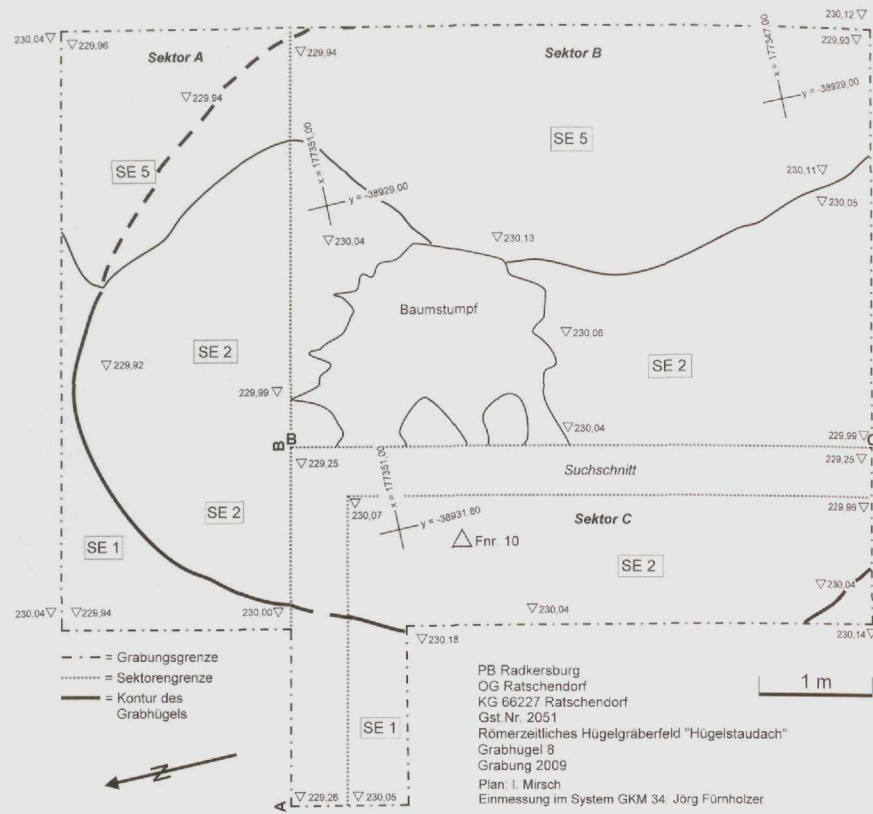 230,04
229,96
Sektor A
229,94
Sektor B
230,12
229,93
x = 177347,00
y = -38929,00
229,94
SE 5
SE 5
x = 177351,00
y = -38929,00
230,11
230,05
230,04
230,13
Baumstumpf
230,06
SE 2
229,92
SE 2
229,99
230,04
229,99
B
B
C
229,25
Suchschnitt
229,25
x = 177351,00
y = -38931,80
230,07
Sektor C
229,96
SE 2
Fnr. 10
SE 1
SE 2
230,04
230,04
229,94
230,00
230,04
230,18
230,14
= Grabungsgrenze
= Sektorengrenze
= Kontur des
Grabhügels
1 m
SE 1
N
A
229,26
230,05
PB Radkersburg
OG Ratschendorf
KG 66227 Ratschendorf
Gst.Nr. 2051
Römerzeitliches Hügelgräberfeld "Hügelstaudach"
Grabhügel 8
Grabung 2009
Plan: I. Mirsch
Einmessung im System GKM 34: Jörg Fürnholzer